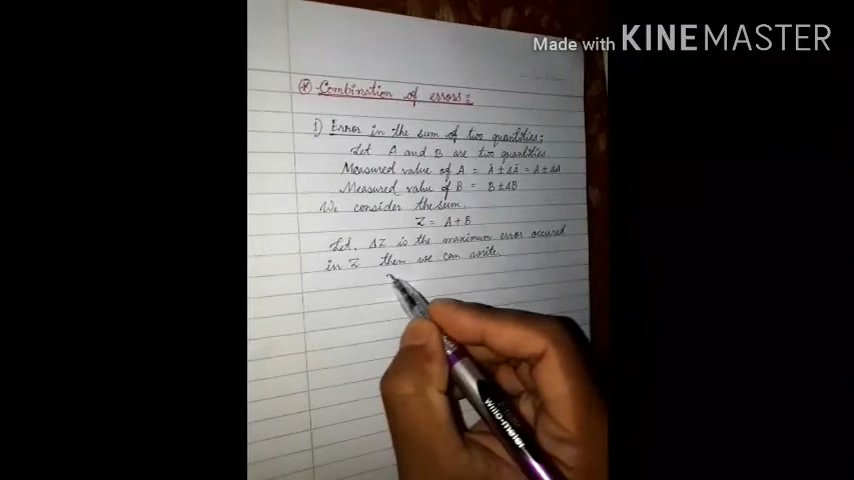 Made with KINEMASTER
* Combination of errors:
1) Error in the sum of two quantities:
Let A and B are two quantities.
Measured value of A = A ± ΔA = A ± ΔA
Measured value of B = B ± ΔB
We consider the sum.
Z = A + B
Let, ΔZ is the maximum error occured
in Z then we can write.